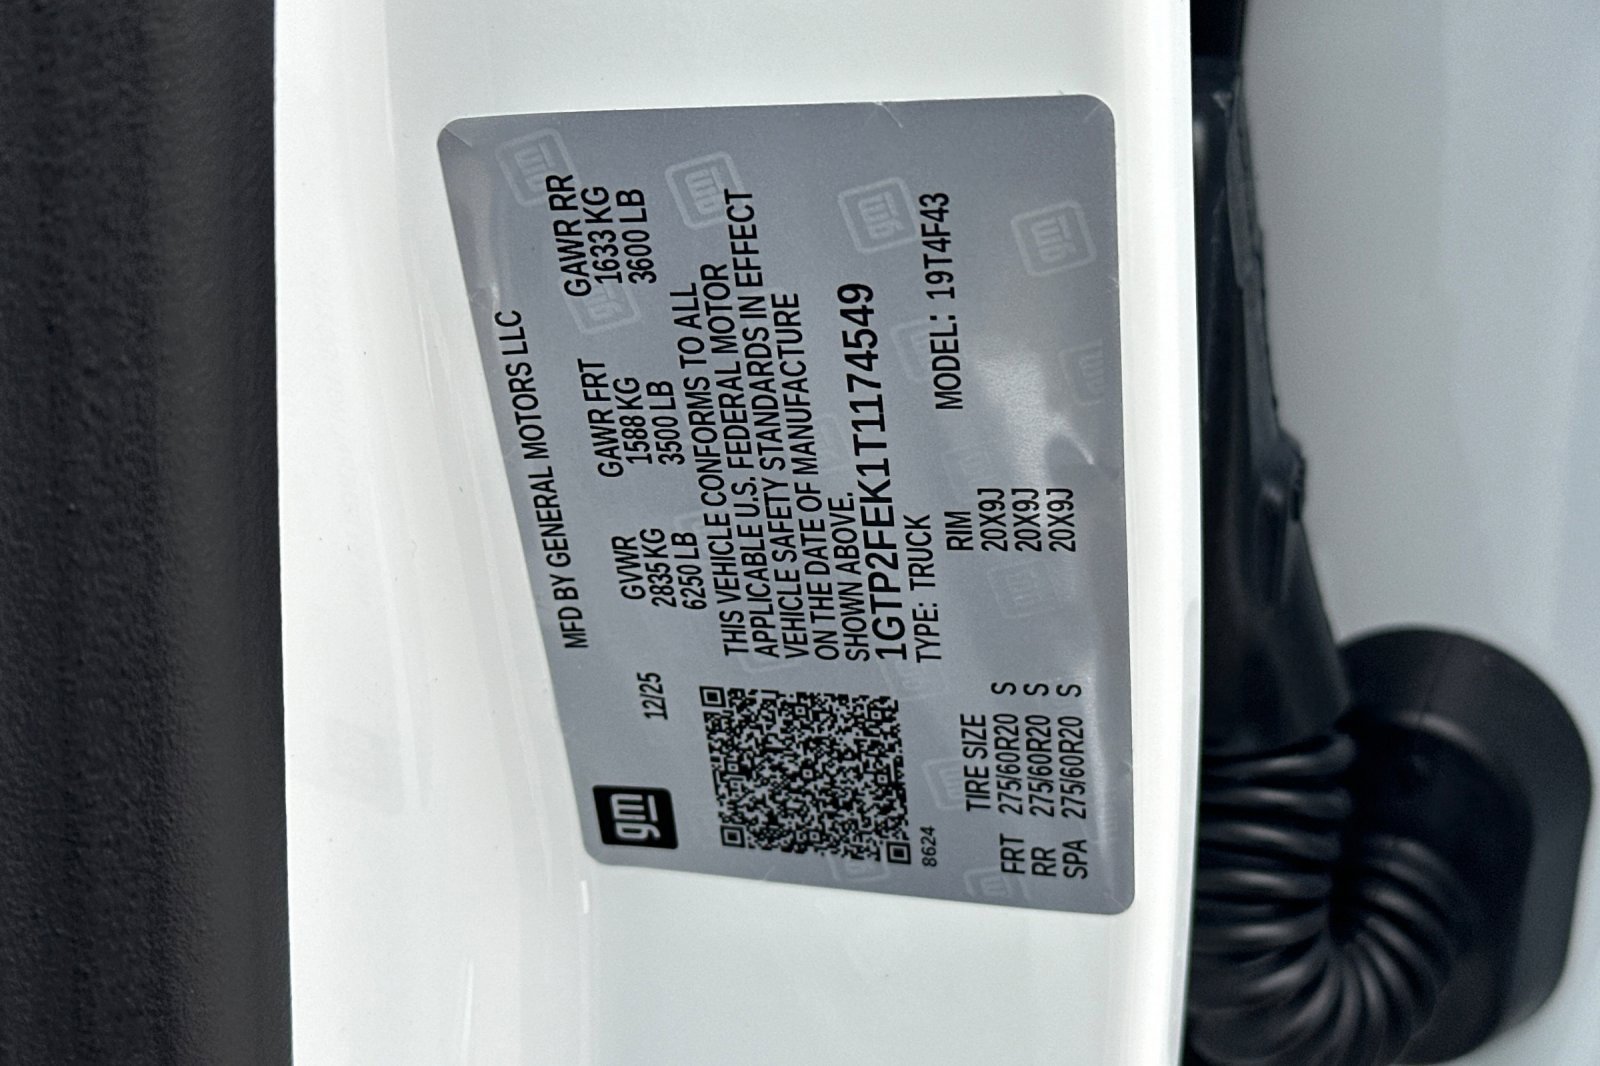 MFD BY GENERAL MOTORS LLC
gm
12/25
GVWR GAWR FRT GAWR RR
2835 KG 1588 KG 1633 KG
6250 LB 3500 LB 3600 LB
THIS VEHICLE CONFORMS TO ALL
APPLICABLE U.S. FEDERAL MOTOR
VEHICLE SAFETY STANDARDS IN EFFECT
ON THE DATE OF MANUFACTURE
SHOWN ABOVE.
1GTP2FEK1T1174549
TYPE: TRUCK MODEL: 19T4F43
8624
TIRE SIZE RIM
FRT 275/60R20 S 20X9J
RR 275/60R20 S 20X9J
SPA 275/60R20 S 20X9J